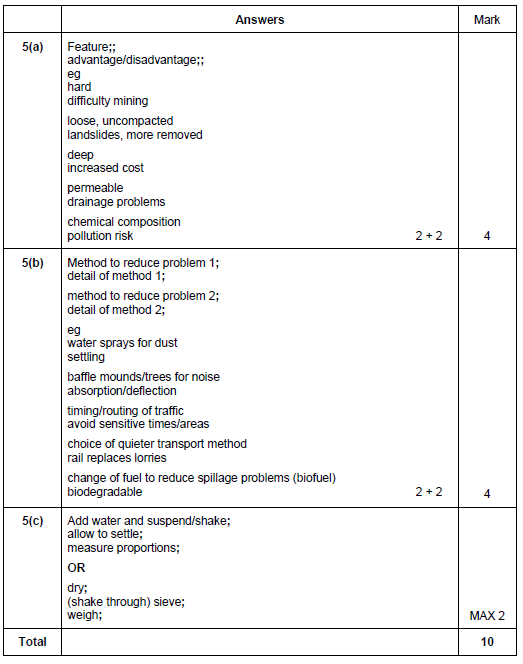 Answers Mark
5(a) Feature;;
advantage/disadvantage;;
eg
hard
difficulty mining
loose, uncompacted
landslides, more removed
deep
increased cost
permeable
drainage problems
chemical composition
pollution risk 2 + 2 4
5(b) Method to reduce problem 1;
detail of method 1;
method to reduce problem 2;
detail of method 2;
eg
water sprays for dust
settling
baffle mounds/trees for noise
absorption/deflection
timing/routing of traffic
avoid sensitive times/areas
choice of quieter transport method
rail replaces lorries
change of fuel to reduce spillage problems (biofuel)
biodegradable 2 + 2 4
5(c) Add water and suspend/shake;
allow to settle;
measure proportions;
OR
dry;
(shake through) sieve;
weigh; MAX 2
Total 10